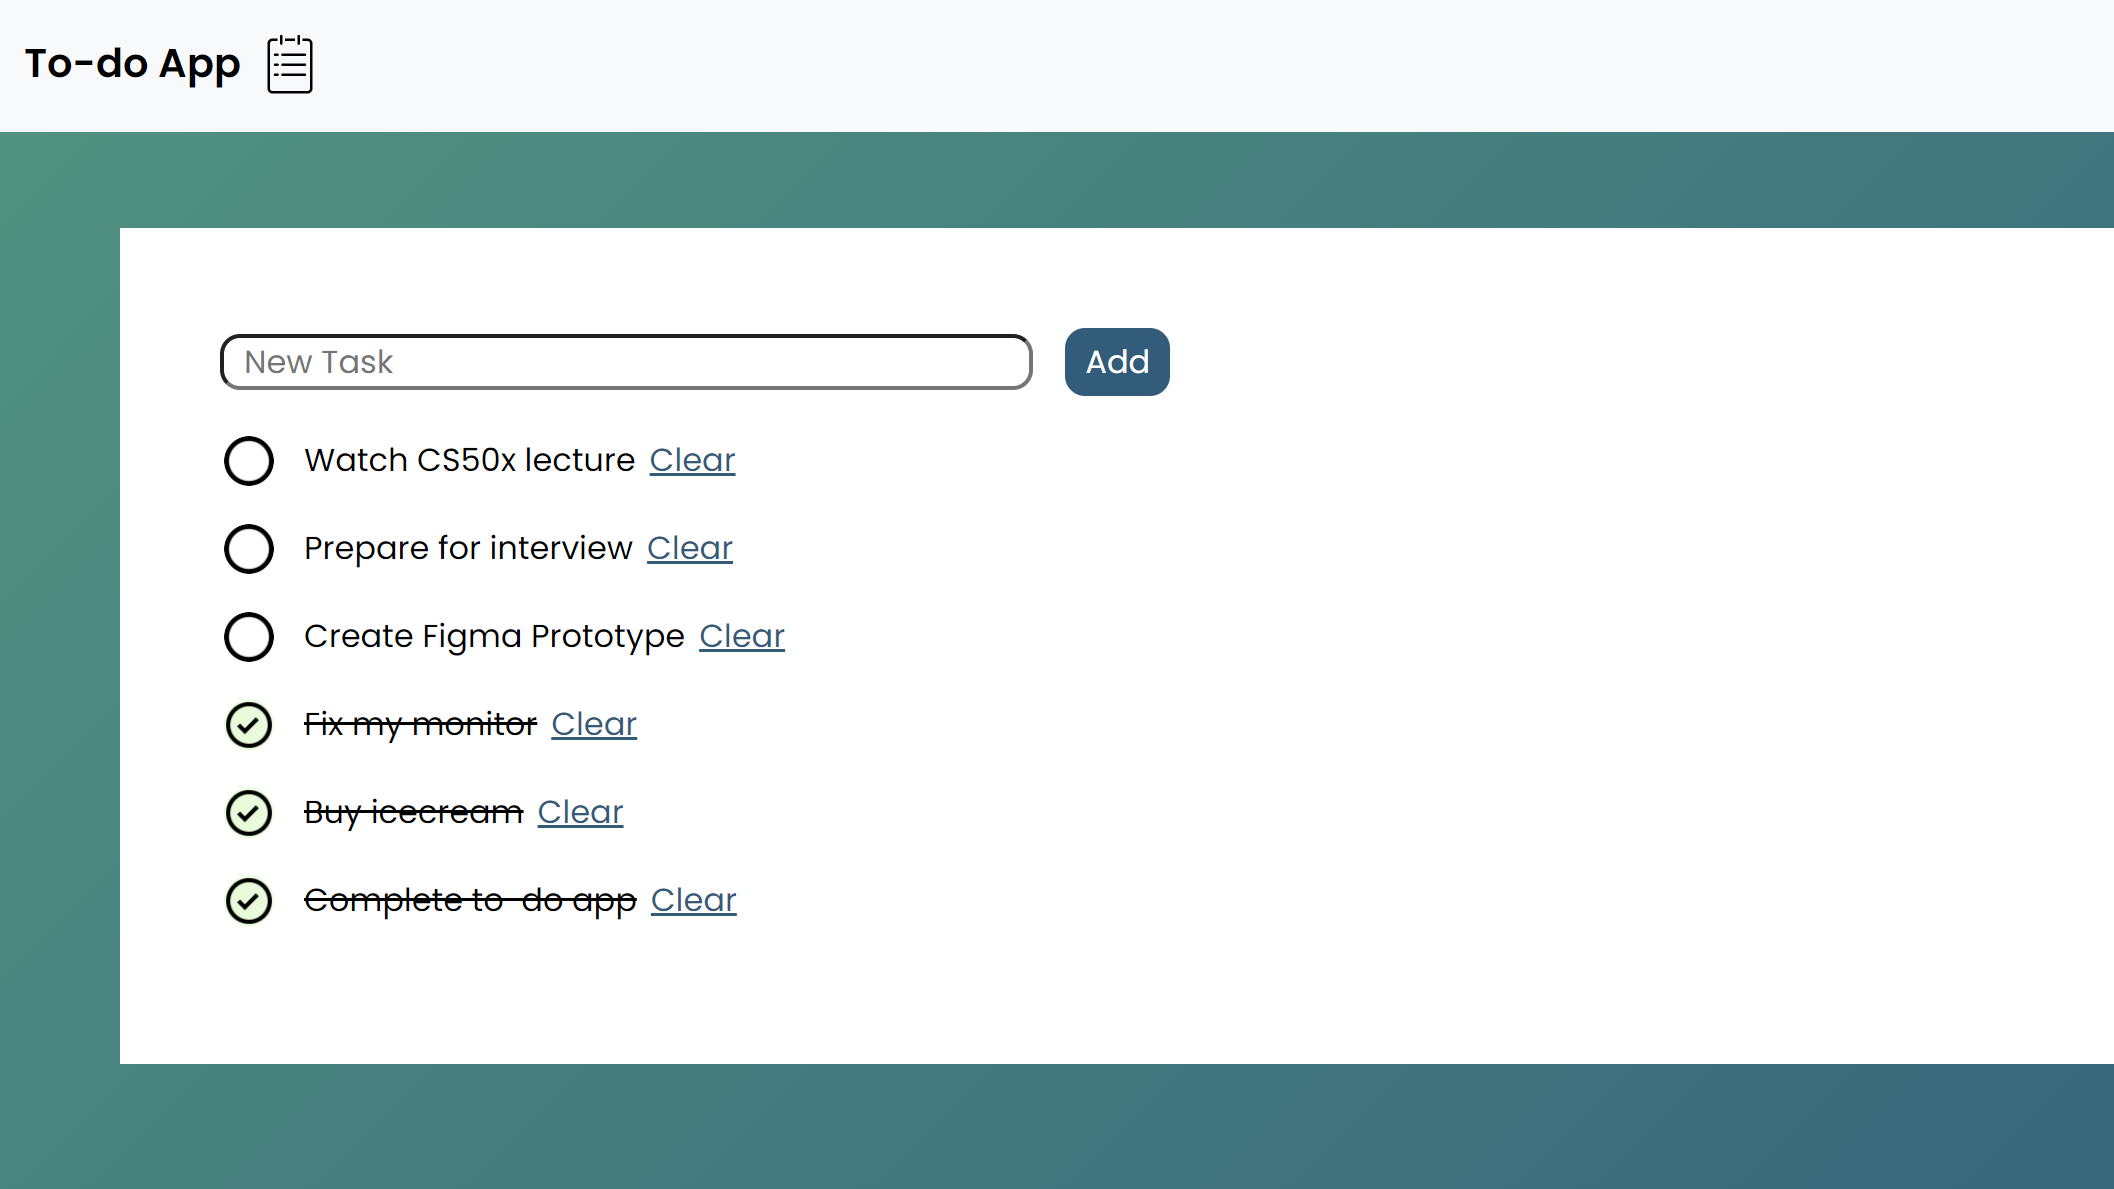 To-do App
New Task Add
Watch CS50x lecture Clear
Prepare for interview Clear
Create Figma Prototype Clear
Fix my monitor Clear
Buy icecream Clear
Complete to-do app Clear